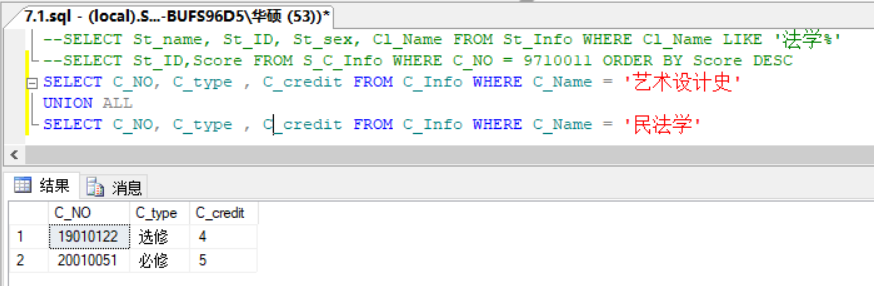 7.1.sql - (local).S...-BUFS96D5\华硕 (53))*
--SELECT St_name, St_ID, St_sex, Cl_Name FROM St_Info WHERE Cl_Name LIKE '法学%'
--SELECT St_ID,Score FROM S_C_Info WHERE C_NO = 9710011 ORDER BY Score DESC
SELECT C_NO, C_type , C_credit FROM C_Info WHERE C_Name = '艺术设计史'
UNION ALL
SELECT C_NO, C_type , C_credit FROM C_Info WHERE C_Name = '民法学'
结果 消息
C_NO C_type C_credit
1 19010122 选修 4
2 20010051 必修 5